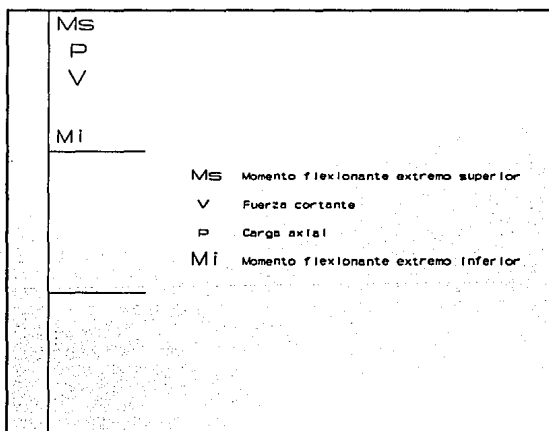 Ms
P
V
Mi
Ms Momento flexionante extremo superior
V Fuerza cortante
P Carga axial
Mi Momento flexionante extremo inferior